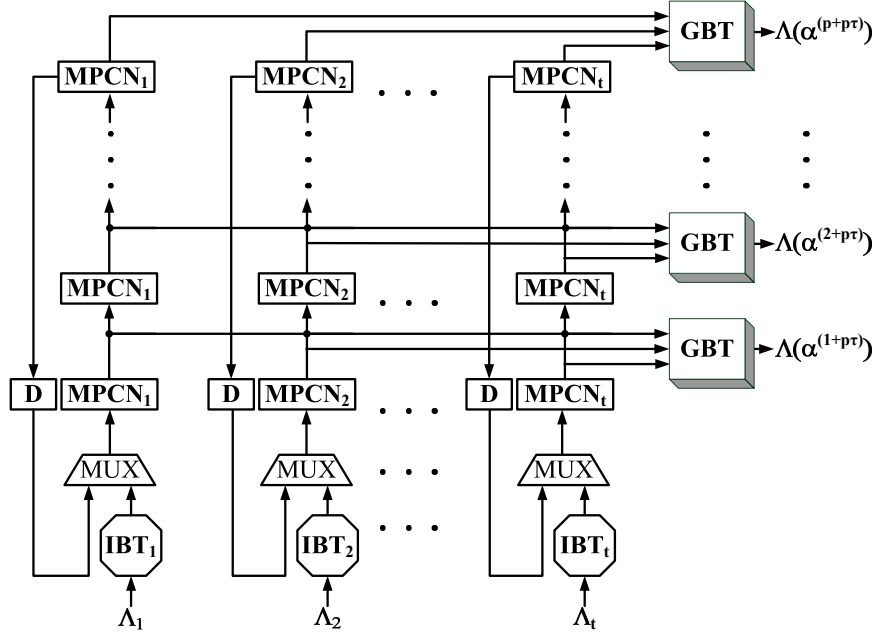 GBT Λ(α^(p+pτ))
MPCN₁ MPCN₂ . . . MPCNₜ
GBT Λ(α^(2+pτ))
MPCN₁ MPCN₂ . . . MPCNₜ
GBT Λ(α^(1+pτ))
D MPCN₁ D MPCN₂ . . . D MPCNₜ
MUX MUX . . . MUX
IBT₁ IBT₂ . . . IBTₜ
Λ₁ Λ₂ Λₜ